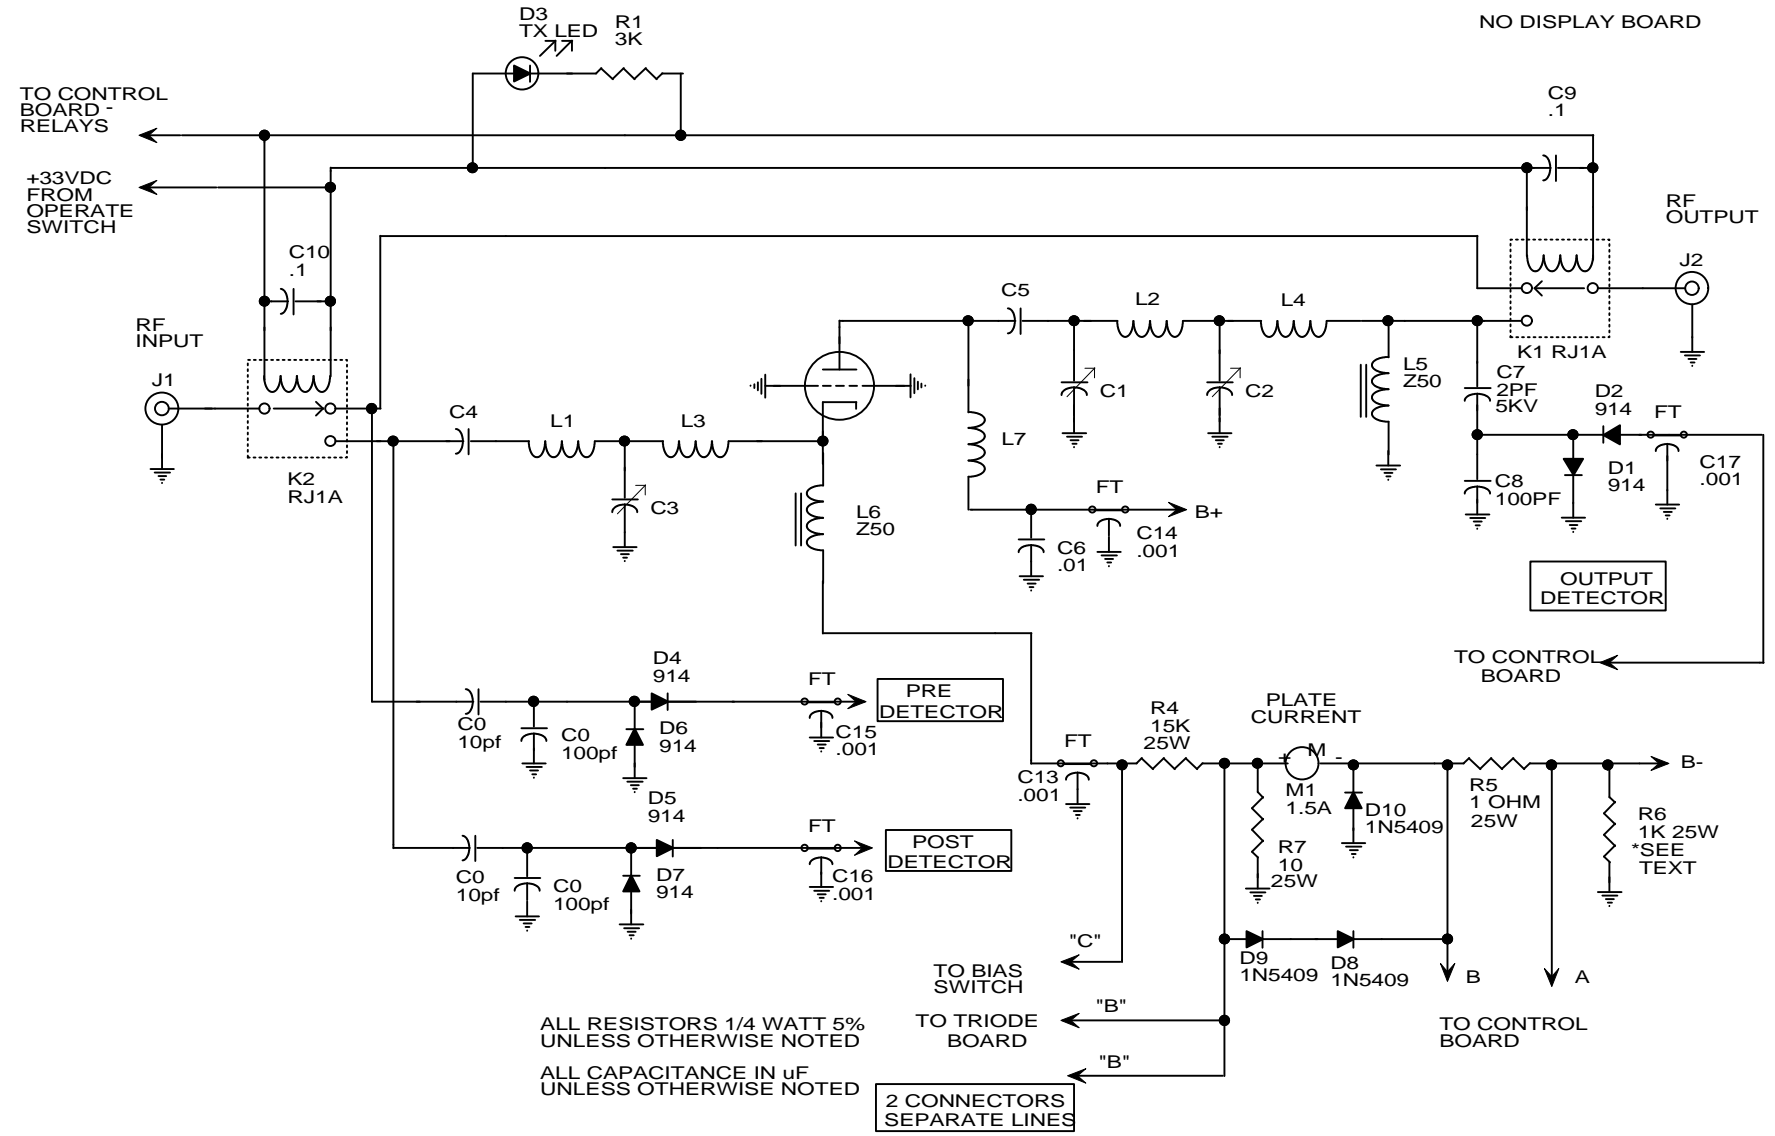 NO DISPLAY BOARD
D3
TX LED
R1
3K
TO CONTROL
BOARD -
RELAYS
C9
.1
+33VDC
FROM
OPERATE
SWITCH
RF
OUTPUT
C10
.1
J2
RF
INPUT
J1
K2
RJ1A
C4
L1
L3
C3
C5
L2
L4
C1
C2
L5
Z50
K1 RJ1A
C7
2PF
5KV
D2
914
FT
C8
100PF
D1
914
C17
.001
L7
L6
Z50
FT
B+
C6
.01
C14
.001
OUTPUT
DETECTOR
TO CONTROL
BOARD
D4
914
FT
PRE
DETECTOR
C0
10pf
C0
100pf
D6
914
C15
.001
D5
914
FT
POST
DETECTOR
C0
10pf
C0
100pf
D7
914
C16
.001
PLATE
CURRENT
R4
15K
25W
FT
C13
.001
+
M
-
M1
1.5A
D10
1N5409
R5
1 OHM
25W
B-
R6
1K 25W
*SEE
TEXT
R7
10
25W
"C"
TO BIAS
SWITCH
D9
1N5409
D8
1N5409
B
A
"B"
TO TRIODE
BOARD
TO CONTROL
BOARD
"B"
ALL RESISTORS 1/4 WATT 5%
UNLESS OTHERWISE NOTED
ALL CAPACITANCE IN uF
UNLESS OTHERWISE NOTED
2 CONNECTORS
SEPARATE LINES